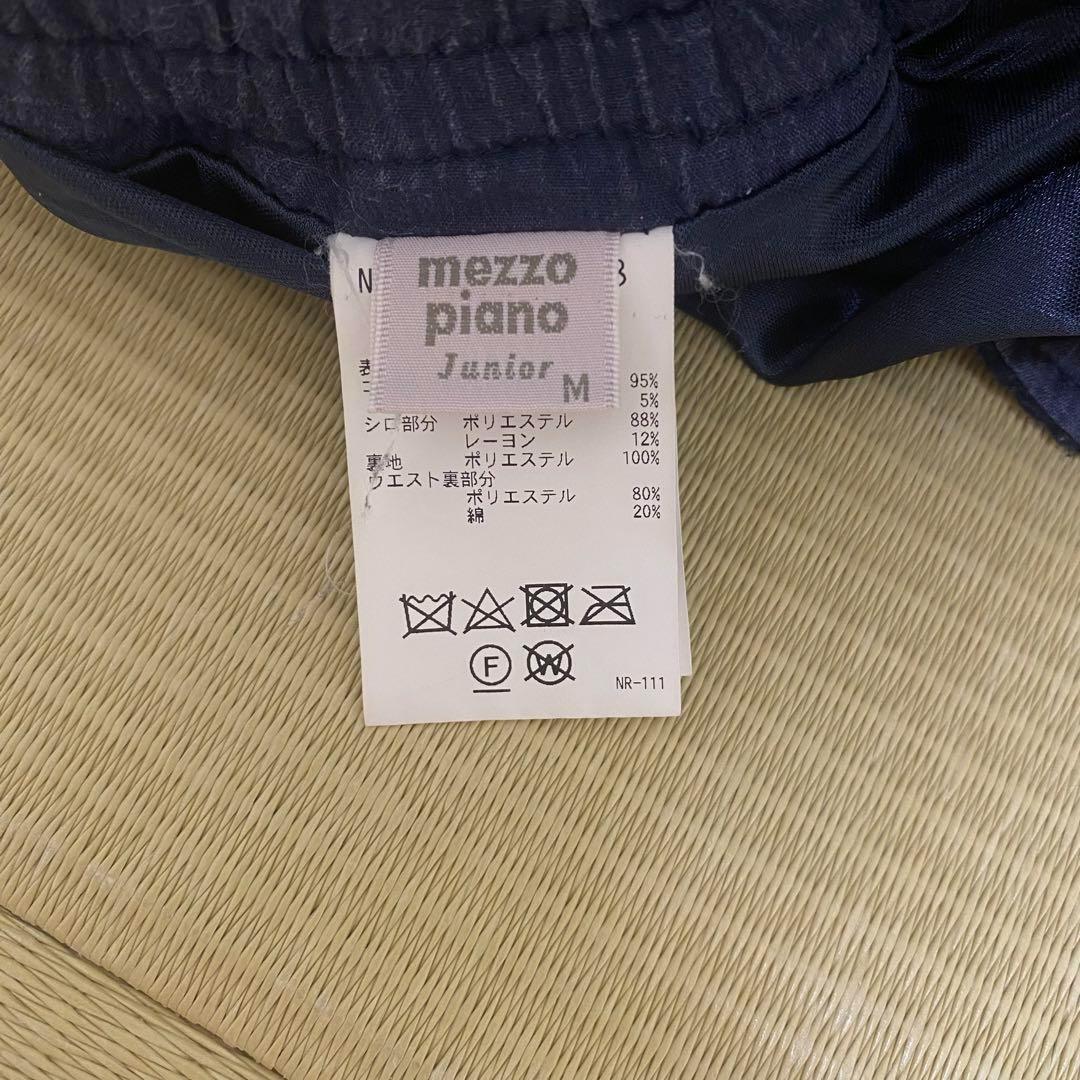 mezzo
piano
Junior
M
95%
5%
シロ部分 ポリエステル 88%
レーヨン 12%
裏地 ポリエステル 100%
ウエスト裏部分
ポリエステル 80%
綿 20%
F
W
NR-111